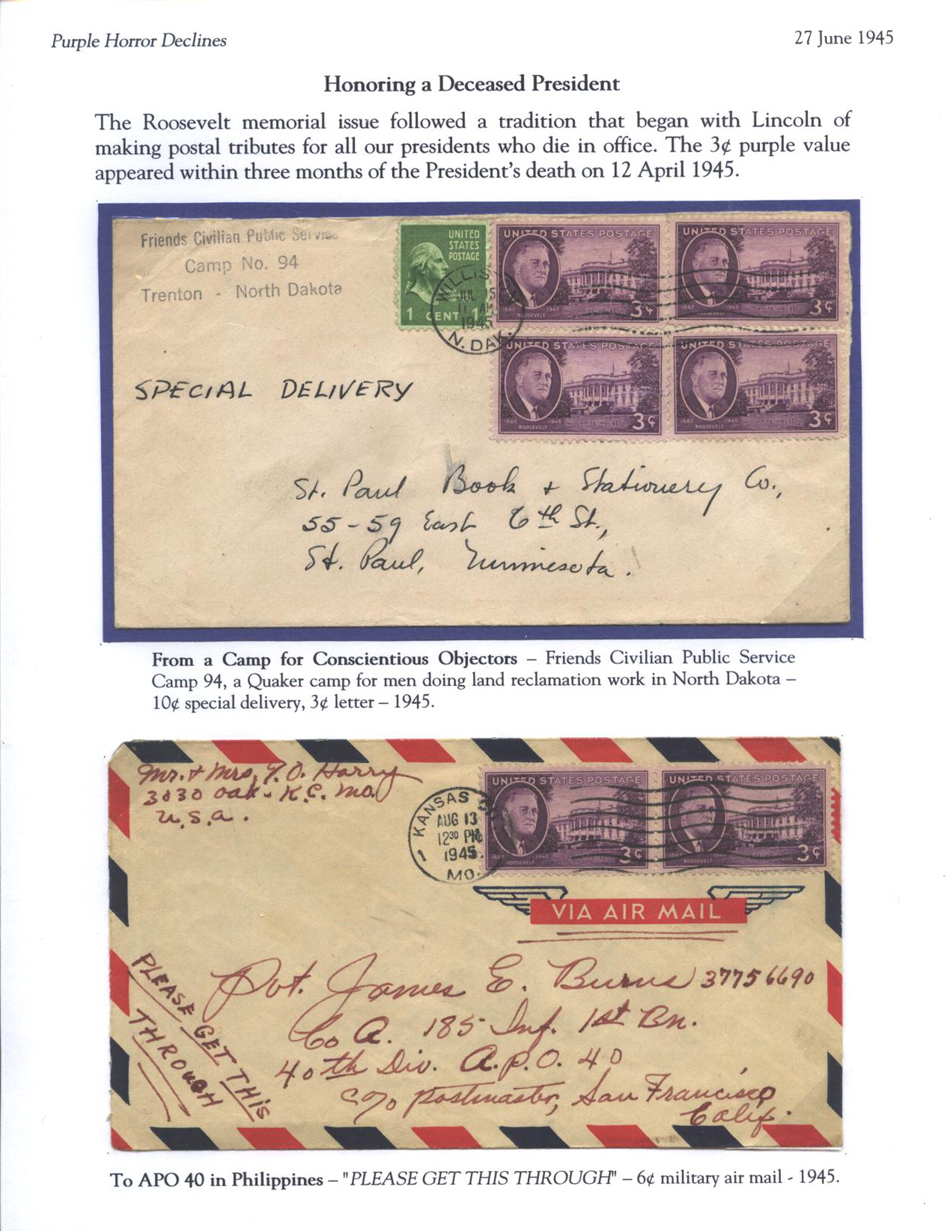 Purple Horror Declines
27 June 1945
Honoring a Deceased President
The Roosevelt memorial issue followed a tradition that began with Lincoln of
making postal tributes for all our presidents who die in office. The 3¢ purple value
appeared within three months of the President's death on 12 April 1945.
Friends Civilian Public Service
Camp No. 94
Trenton - North Dakota
UNITED
STATES
POSTAGE
1 CENT 1
UNITED STATES POSTAGE
3¢
UNITED STATES POSTAGE
3¢
WILLIS
JUL 15
1945
N. DAK.
UNITED STATES POSTAGE
1882 1945
ROOSEVELT
3¢
UNITED STATES POSTAGE
1882 1945
ROOSEVELT
3¢
SPECIAL DELIVERY
St. Paul Book + Stationery Co.,
55-59 East 6th St.,
St. Paul, Minnesota.
From a Camp for Conscientious Objectors – Friends Civilian Public Service
Camp 94, a Quaker camp for men doing land reclamation work in North Dakota –
10¢ special delivery, 3¢ letter – 1945.
Mr. & Mrs. T. O. Harry
3030 Oak - K.C. Mo
U.S.A.
KANSAS
AUG 13
12 30 PM
1945
MO.
1
UNITED STATES POSTAGE
ROOSEVELT
3¢
UNITED STATES POSTAGE
ROOSEVELT
3¢
VIA AIR MAIL
PLEASE GET THIS
THROUGH
Pvt. James E. Burns 37756690
Co A. 185 Inf. 1st Bn.
40th Div. A.P.O. 40
c/o Postmaster, San Francisco
Calif.
To APO 40 in Philippines – "PLEASE GET THIS THROUGH" – 6¢ military air mail - 1945.